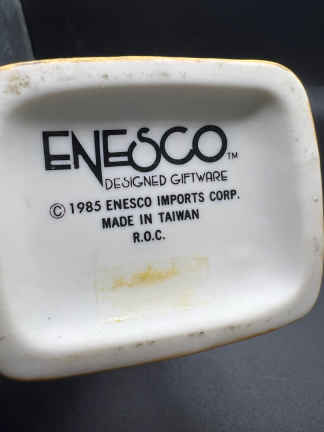 ENESCO™
DESIGNED GIFTWARE
© 1985 ENESCO IMPORTS CORP.
MADE IN TAIWAN
R.O.C.